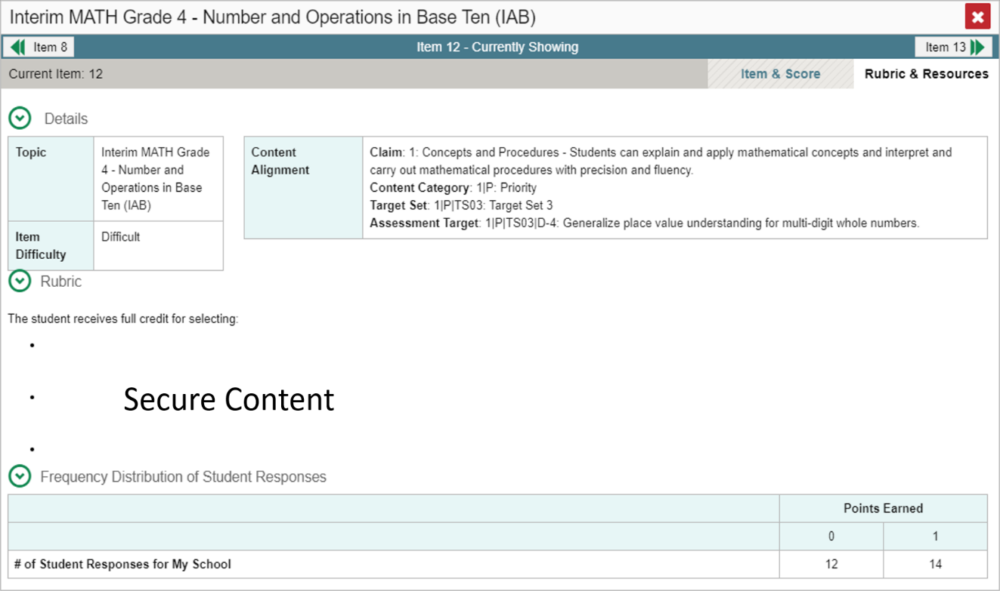 Interim MATH Grade 4 - Number and Operations in Base Ten (IAB)
Item 8
Item 12 - Currently Showing
Item 13
Current Item: 12
Item & Score
Rubric & Resources
Details
Topic
Interim MATH Grade
4 - Number and
Operations in Base
Ten (IAB)
Item
Difficulty
Difficult
Content
Alignment
Claim: 1: Concepts and Procedures - Students can explain and apply mathematical concepts and interpret and
carry out mathematical procedures with precision and fluency.
Content Category: 1|P: Priority
Target Set: 1|P|TS03: Target Set 3
Assessment Target: 1|P|TS03|D-4: Generalize place value understanding for multi-digit whole numbers.
Rubric
The student receives full credit for selecting:
•
• Secure Content
•
Frequency Distribution of Student Responses
Points Earned
0 1
# of Student Responses for My School 12 14